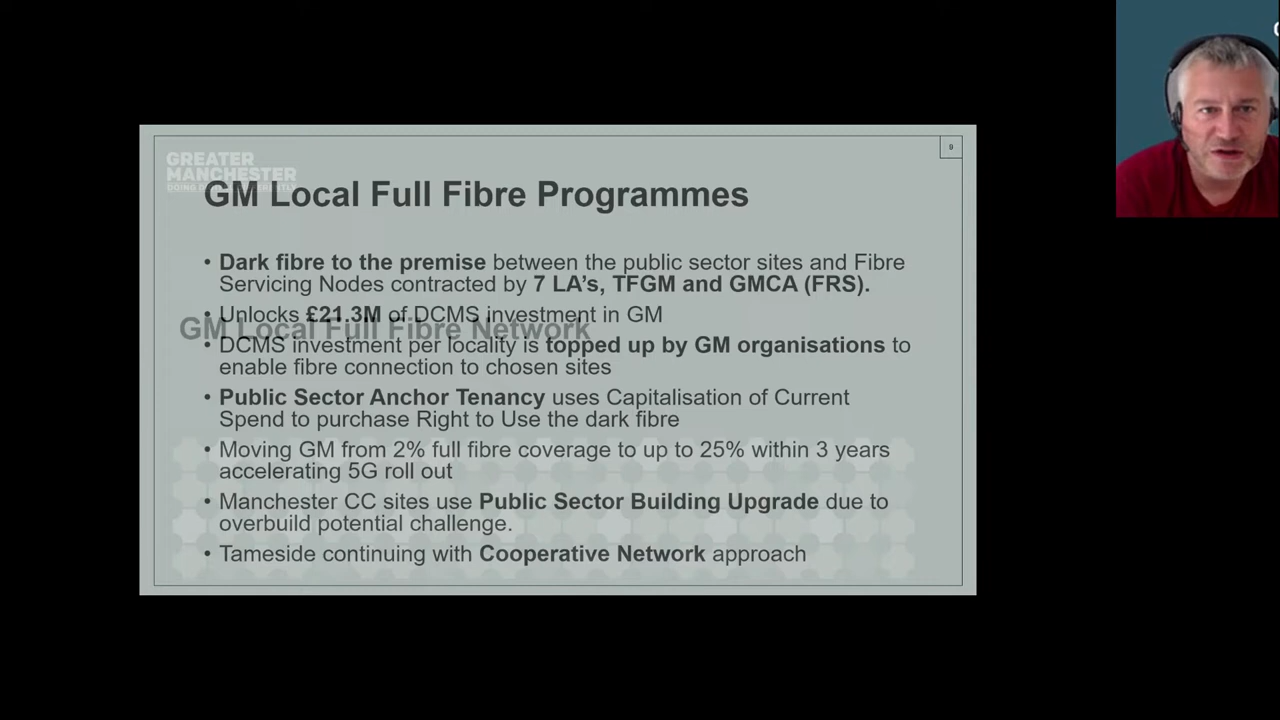 9
GREATER
MANCHESTER
GM Local Full Fibre Programmes
• Dark fibre to the premise between the public sector sites and Fibre
Servicing Nodes contracted by 7 LA’s, TFGM and GMCA (FRS).
• Unlocks £21.3M of DCMS investment in GM
GM Local Full Fibre Network
• DCMS investment per locality is topped up by GM organisations to
enable fibre connection to chosen sites
• Public Sector Anchor Tenancy uses Capitalisation of Current
Spend to purchase Right to Use the dark fibre
• Moving GM from 2% full fibre coverage to up to 25% within 3 years
accelerating 5G roll out
• Manchester CC sites use Public Sector Building Upgrade due to
overbuild potential challenge.
• Tameside continuing with Cooperative Network approach